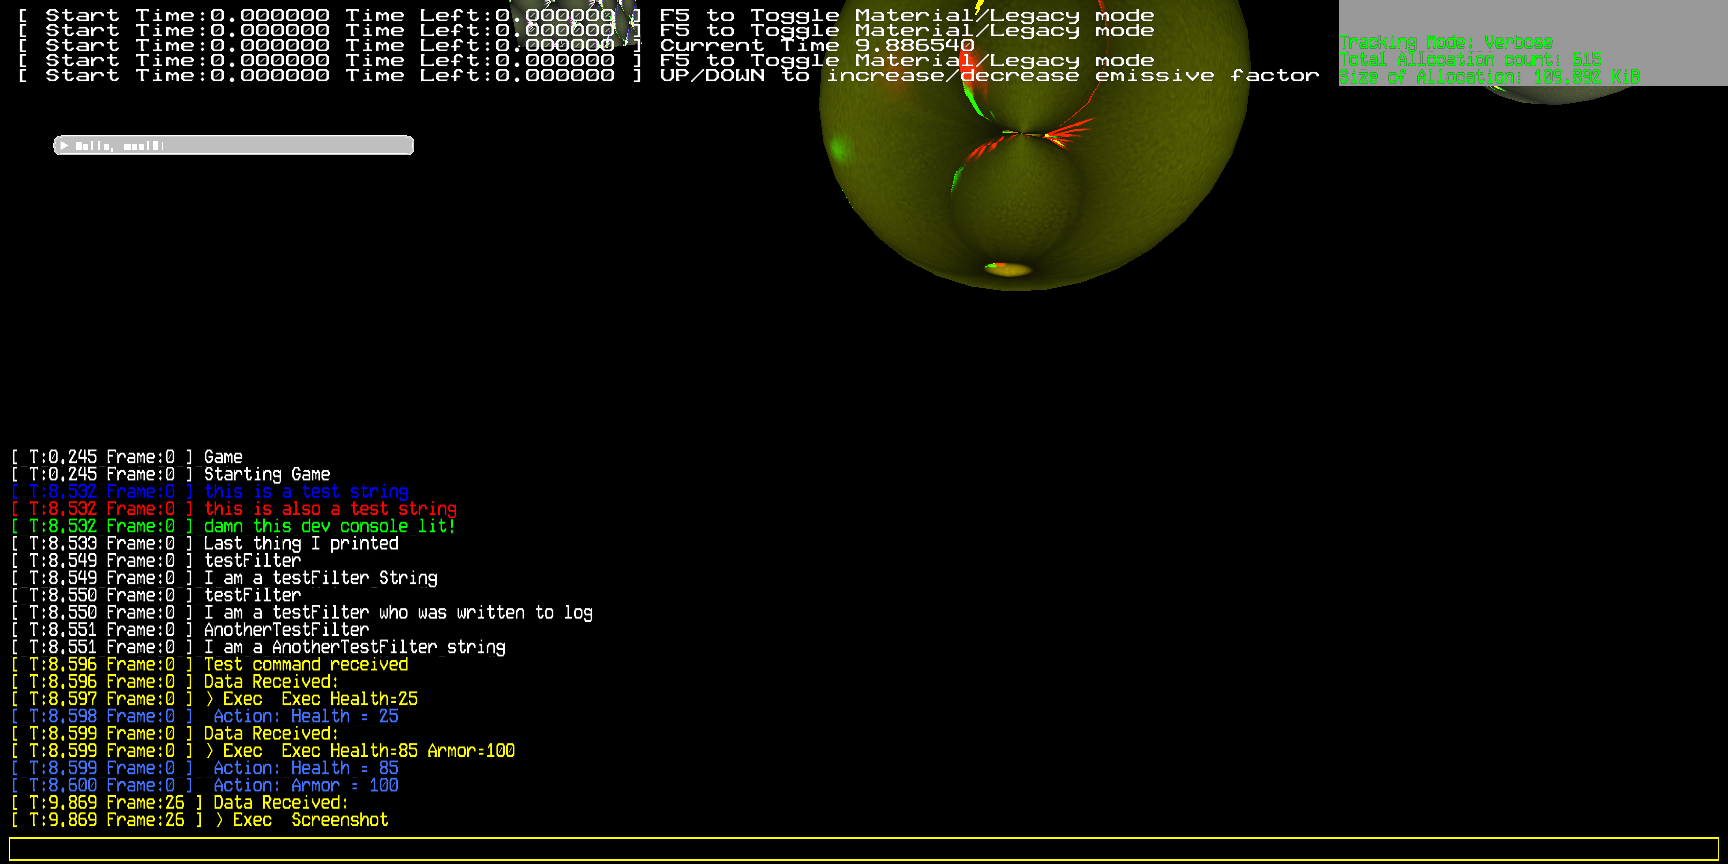 [ Start Time:0.000000 Time Left:0.000000 ] F5 to Toggle Material/Legacy mode
[ Start Time:0.000000 Time Left:0.000000 ] F5 to Toggle Material/Legacy mode
[ Start Time:0.000000 Time Left:0.000000 ] Current Time 9.886540
[ Start Time:0.000000 Time Left:0.000000 ] F5 to Toggle Material/Legacy mode
[ Start Time:0.000000 Time Left:0.000000 ] UP/DOWN to increase/decrease emissive factor
Tracking Mode: Verbose
Total Allocation count: 615
Size of Allocation: 109.892 KiB
[ T:0.245 Frame:0 ] Game
[ T:0.245 Frame:0 ] Starting Game
[ T:8.532 Frame:0 ] this is a test string
[ T:8.532 Frame:0 ] this is also a test string
[ T:8.532 Frame:0 ] damn this dev console lit!
[ T:8.533 Frame:0 ] Last thing I printed
[ T:8.549 Frame:0 ] testFilter
[ T:8.549 Frame:0 ] I am a testFilter String
[ T:8.550 Frame:0 ] testFilter
[ T:8.550 Frame:0 ] I am a testFilter who was written to log
[ T:8.551 Frame:0 ] AnotherTestFilter
[ T:8.551 Frame:0 ] I am a AnotherTestFilter string
[ T:8.596 Frame:0 ] Test command received
[ T:8.596 Frame:0 ] Data Received:
[ T:8.597 Frame:0 ] > Exec  Exec Health=25
[ T:8.598 Frame:0 ]  Action: Health = 25
[ T:8.599 Frame:0 ] Data Received:
[ T:8.599 Frame:0 ] > Exec  Exec Health=85 Armor=100
[ T:8.599 Frame:0 ]  Action: Health = 85
[ T:8.600 Frame:0 ]  Action: Armor = 100
[ T:9.869 Frame:26 ] Data Received:
[ T:9.869 Frame:26 ] > Exec  Screenshot